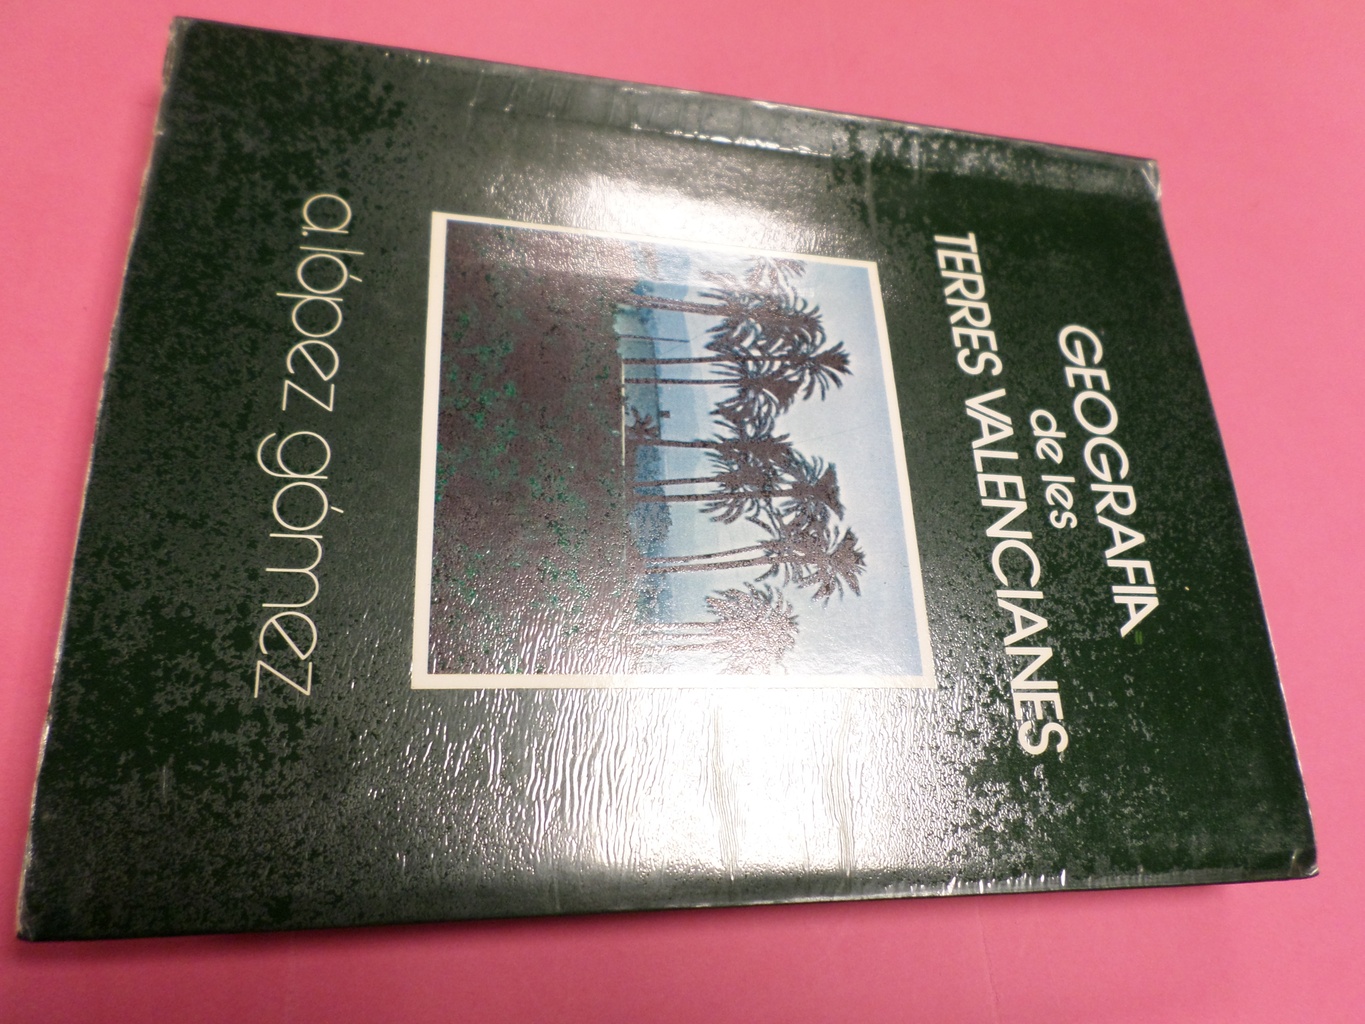 GEOGRAFIA
de les
TERRES VALENCIANES
a. lópez gómez